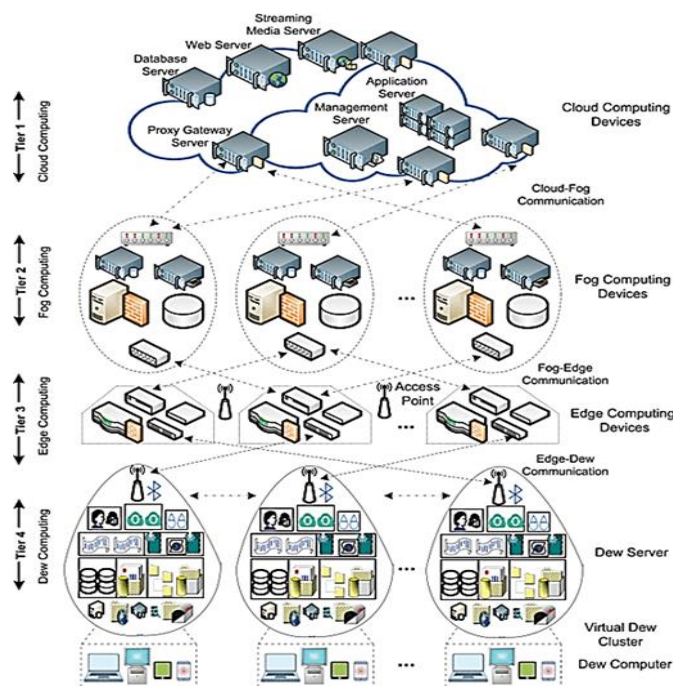 Streaming
Media Server
Web Server
Database
Server
Application
Server
Management
Server
Proxy Gateway
Server
Cloud Computing
Devices
Tier 1
Cloud Computing
Cloud-Fog
Communication
Tier 2
Fog Computing
Fog Computing
Devices
...
Fog-Edge
Communication
Tier 3
Edge Computing
Access
Point
Edge Computing
Devices
...
Edge-Dew
Communication
Tier 4
Dew Computing
Dew Server
...
Virtual Dew
Cluster
Dew Computer
...